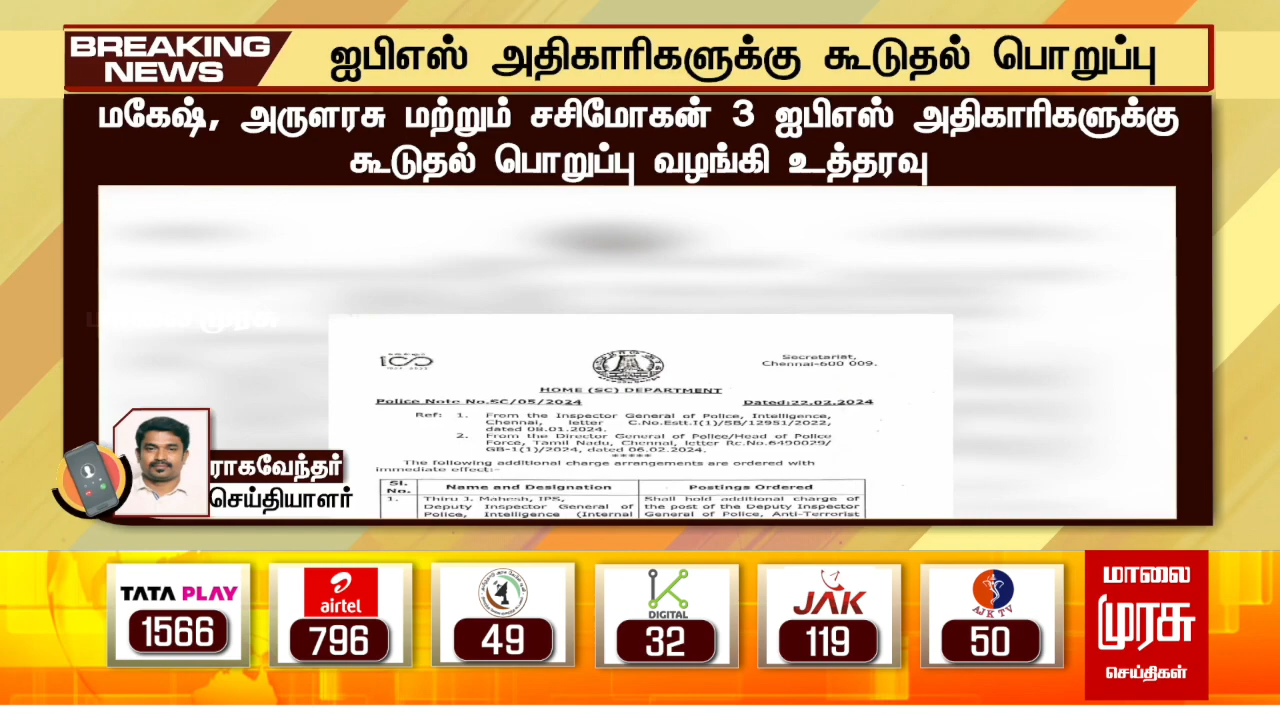 BREAKING
NEWS
ஐபிஎஸ் அதிகாரிகளுக்கு கூடுதல் பொறுப்பு
மகேஷ், அருளரசு மற்றும் சசிமோகன் 3 ஐபிஎஸ் அதிகாரிகளுக்கு
கூடுதல் பொறுப்பு வழங்கி உத்தரவு
Secretariat,
Chennai-600 009.
HOME (SC) DEPARTMENT
Police Note No.SC/05/2024 Dated:22.02.2024
Ref: 1. From the Inspector General of Police, Intelligence,
Chennai, letter C.No.Estt.I(1)/SB/12951/2022,
dated 08.01.2024.
2. From the Director General of Police/Head of Police
Force, Tamil Nadu, Chennai, letter Rc.No.6490029/
GB-1(1)/2024, dated 06.02.2024.
*****
The following additional charge arrangements are ordered with
immediate effect:-
Sl. No. Name and Designation Postings Ordered
1. Thiru J. Mahesh, IPS, Shall hold additional charge of
Deputy Inspector General of the post of the Deputy Inspector
Police, Intelligence (Internal General of Police, Anti-Terrorist
ராகவேந்தர்
செய்தியாளர்
TATA PLAY
1566
airtel
796
49
DIGITAL
32
JAK
119
AJK TV
50
மாலை
முரசு
செய்திகள்